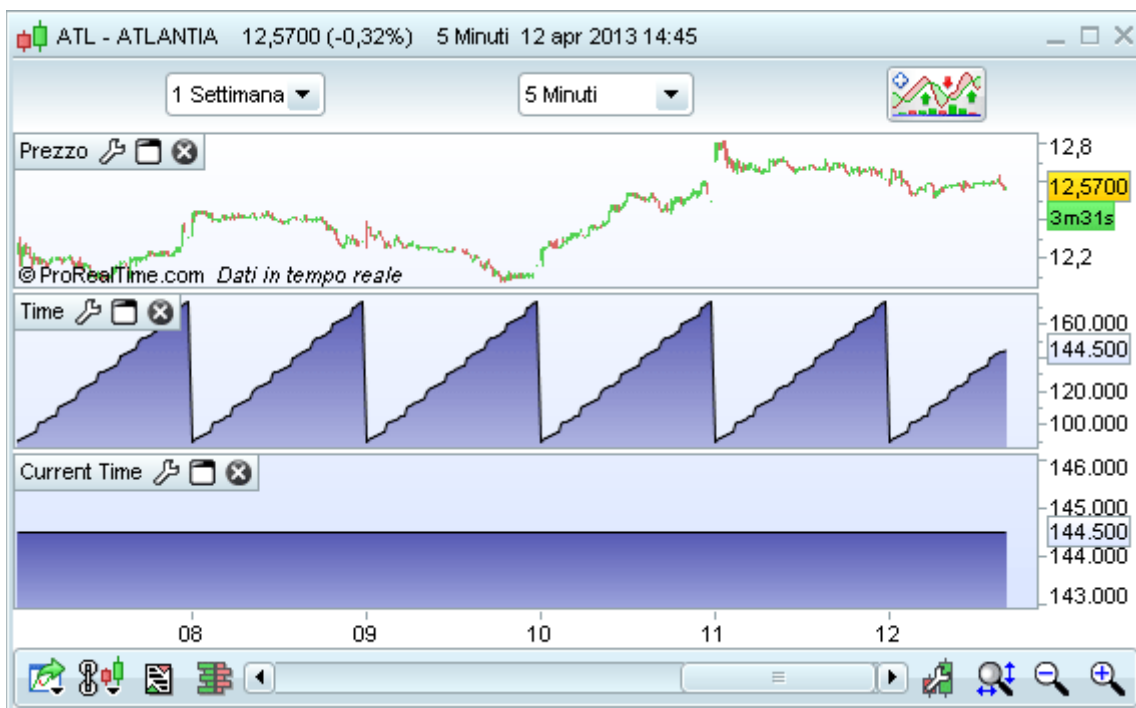 ATL - ATLANTIA 12,5700 (-0,32%) 5 Minuti 12 apr 2013 14:45
1 Settimana 5 Minuti
Prezzo
12,8
12,5700
3m31s
12,2
© ProRealTime.com Dati in tempo reale
Time
160.000
144.500
120.000
100.000
Current Time
146.000
145.000
144.500
144.000
143.000
08 09 10 11 12